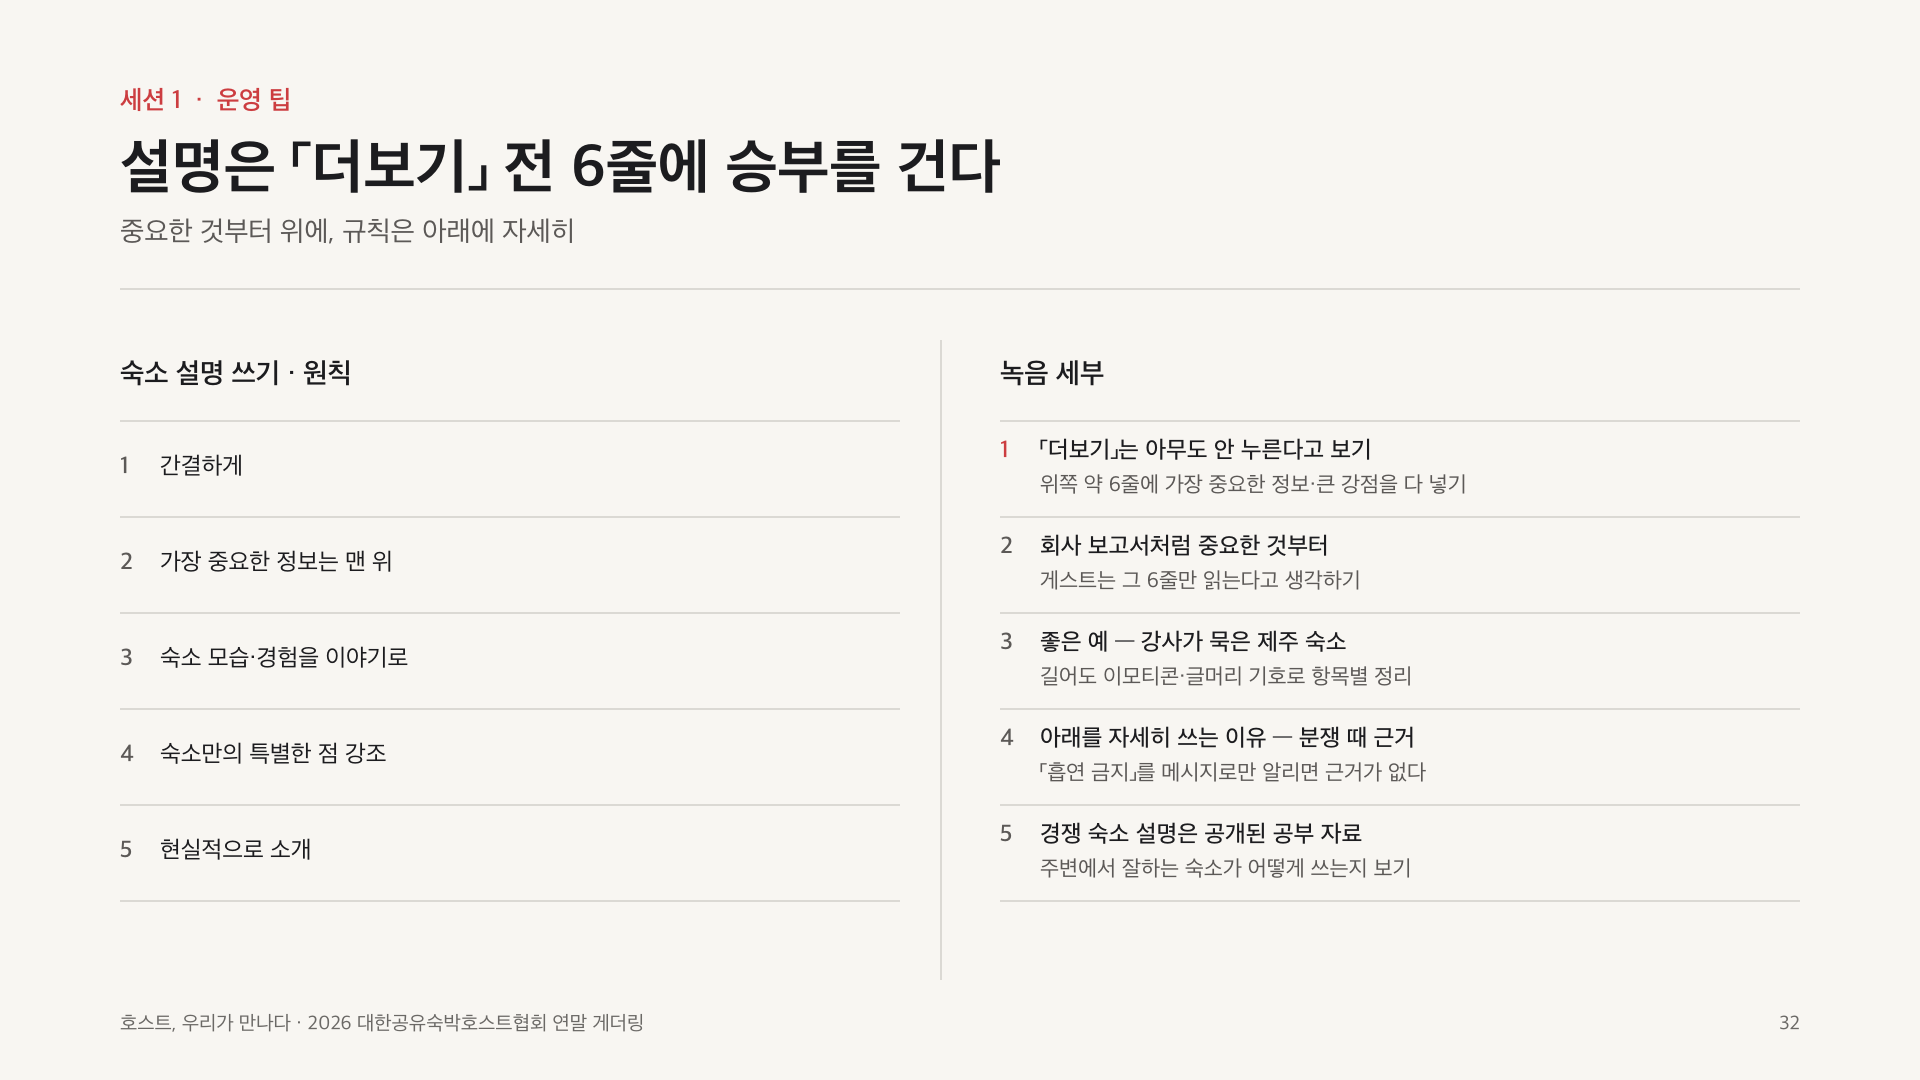 세션 1 · 운영 팁
설명은 「더보기」 전 6줄에 승부를 건다
중요한 것부터 위에, 규칙은 아래에 자세히
숙소 설명 쓰기 · 원칙
1 간결하게
2 가장 중요한 정보는 맨 위
3 숙소 모습·경험을 이야기로
4 숙소만의 특별한 점 강조
5 현실적으로 소개
녹음 세부
1 「더보기」는 아무도 안 누른다고 보기
위쪽 약 6줄에 가장 중요한 정보·큰 강점을 다 넣기
2 회사 보고서처럼 중요한 것부터
게스트는 그 6줄만 읽는다고 생각하기
3 좋은 예 — 강사가 묵은 제주 숙소
길어도 이모티콘·글머리 기호로 항목별 정리
4 아래를 자세히 쓰는 이유 — 분쟁 때 근거
「흡연 금지」를 메시지로만 알리면 근거가 없다
5 경쟁 숙소 설명은 공개된 공부 자료
주변에서 잘하는 숙소가 어떻게 쓰는지 보기
호스트, 우리가 만나다 · 2026 대한공유숙박호스트협회 연말 게더링
32